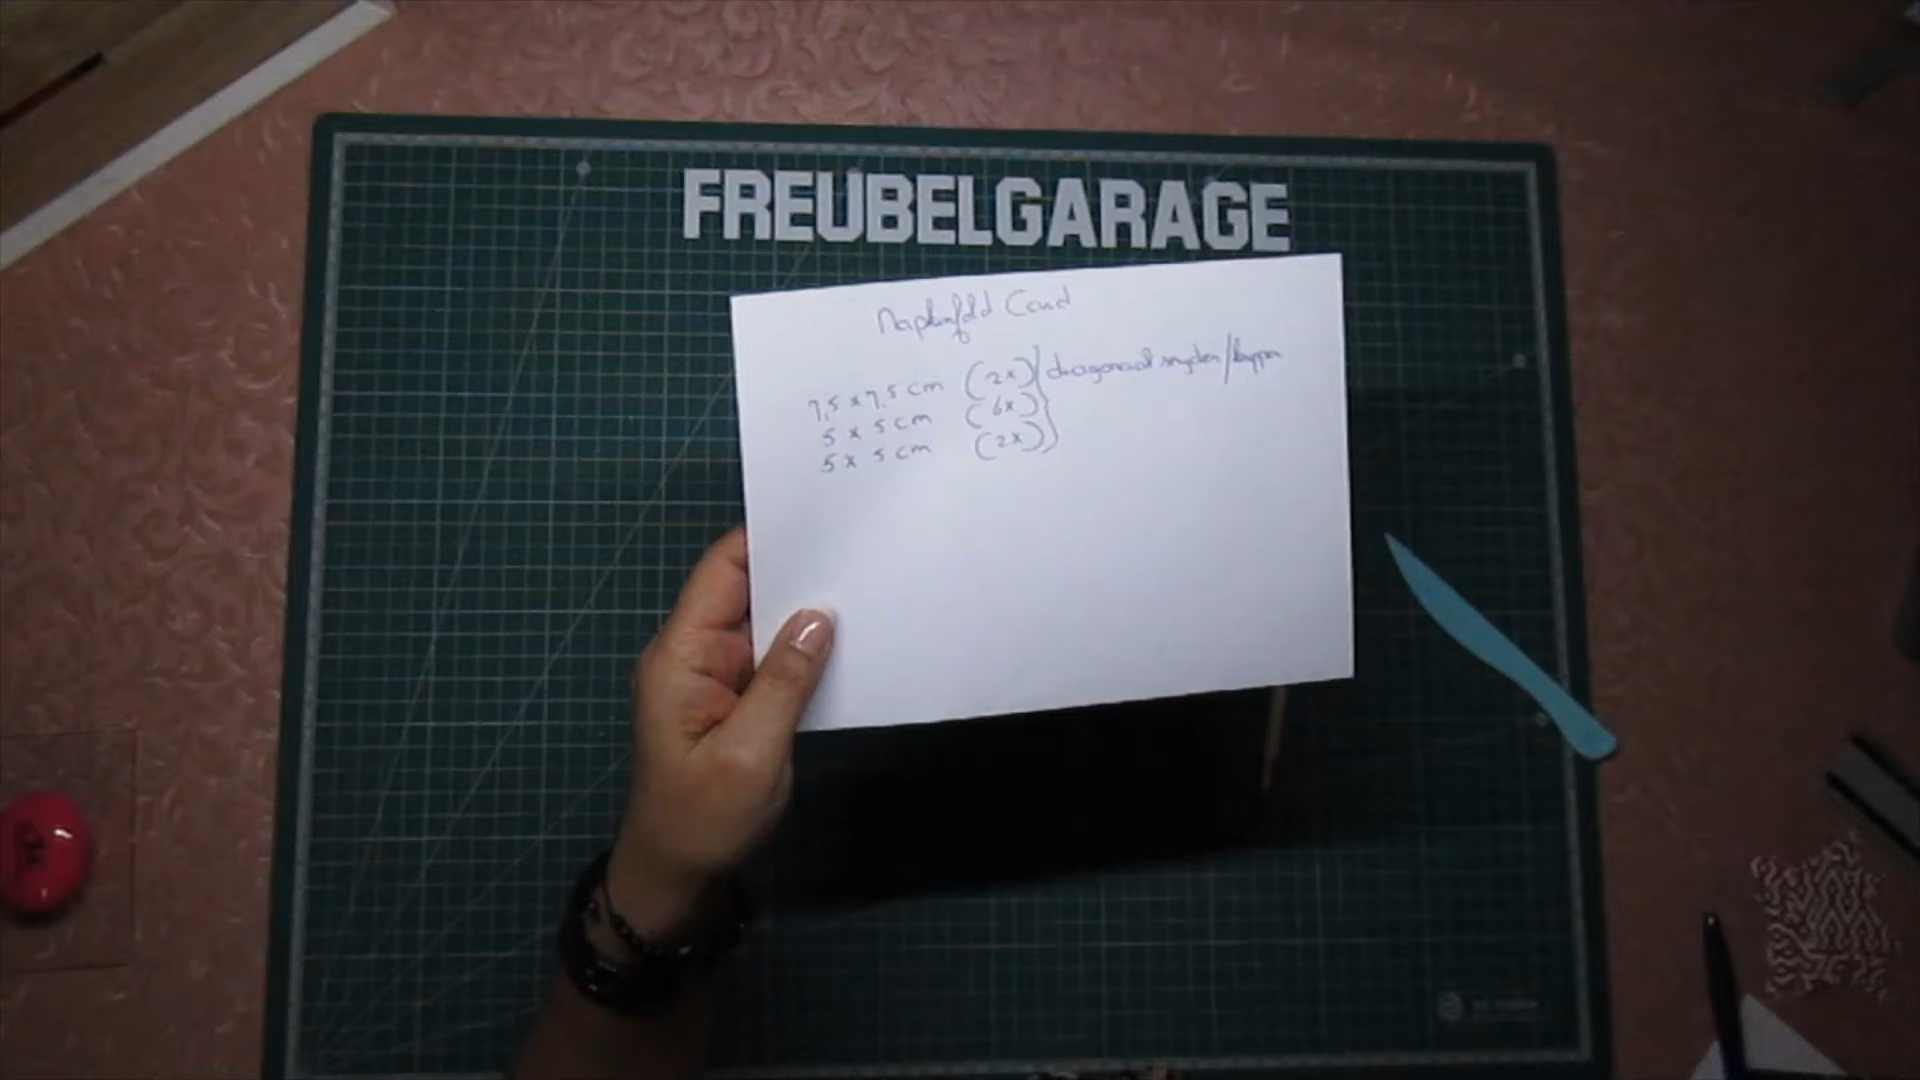 FREUBELGARAGE
Napkinfold Card
7,5 x 7,5 cm (2x) diagonaal snyden/knippen
5 x 5 cm (6x)
5 x 5 cm (2x)